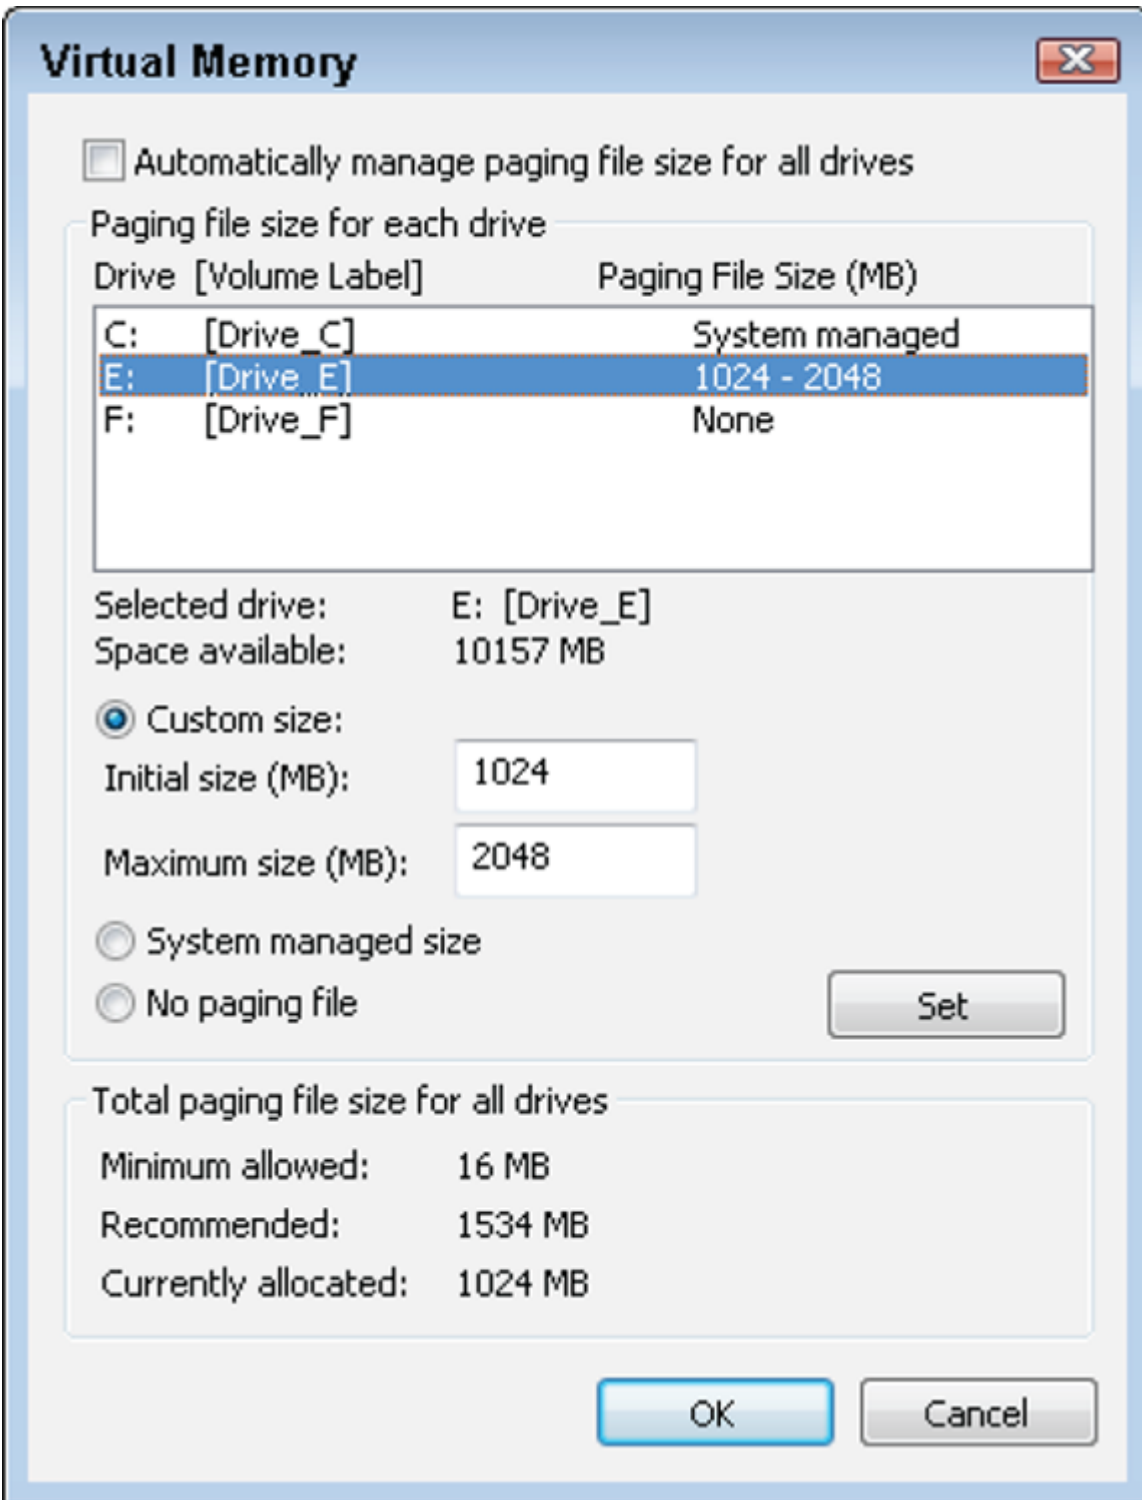 Virtual Memory
Automatically manage paging file size for all drives
Paging file size for each drive
Drive [Volume Label] Paging File Size (MB)
C: [Drive_C] System managed
E: [Drive_E] 1024 - 2048
F: [Drive_F] None
Selected drive: E: [Drive_E]
Space available: 10157 MB
Custom size:
Initial size (MB): 1024
Maximum size (MB): 2048
System managed size
No paging file
Set
Total paging file size for all drives
Minimum allowed: 16 MB
Recommended: 1534 MB
Currently allocated: 1024 MB
OK Cancel